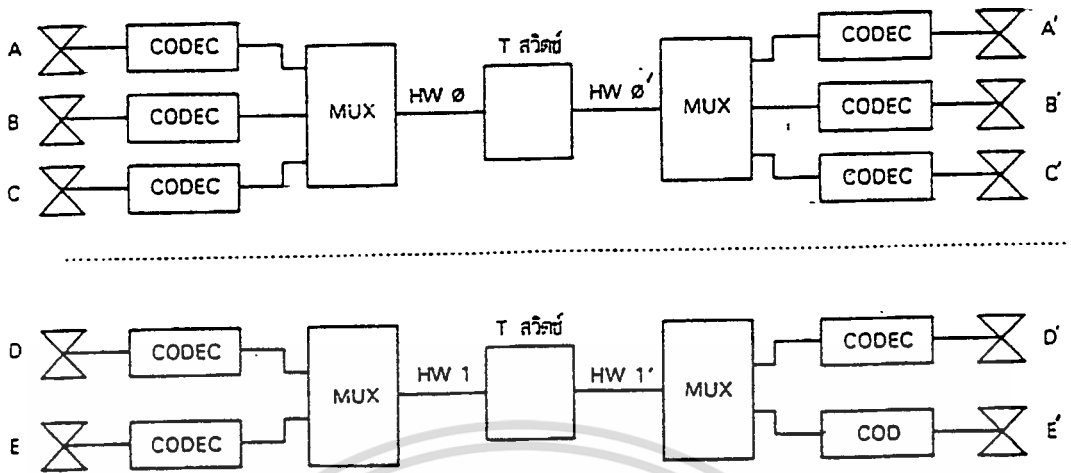 T สวิตช์
A CODEC CODEC A′
HW Ø HW Ø′
B CODEC MUX MUX CODEC B′
C CODEC CODEC C′
T สวิตช์
D CODEC CODEC D′
HW 1 HW 1′
MUX MUX
E CODEC COD E′